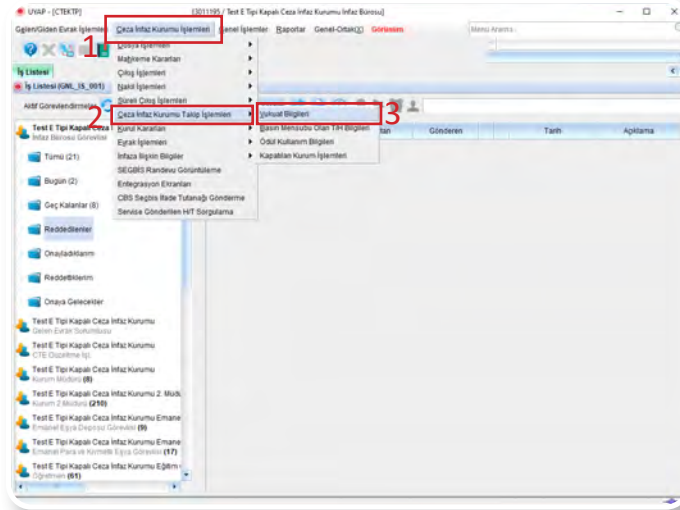 UYAP - [CTEKTP]
(3011195 / Test E Tipi Kapalı Ceza İnfaz Kurumu İnfaz Bürosu]
Gelen/Giden Evrak İşlemleri Ceza İnfaz Kurumu İşlemleri Genel İşlemler Raporlar Genel-Ortak(X) Görünüm Menü Arama :
1
Dosya İşlemleri
Mahkeme Kararları
İş Listesi
Çıkış İşlemleri
İş Listesi (GNL_IS_001)
Nakil İşlemleri
Süreli Çıkış İşlemleri
Aktif Görevlendirmeler
2
Ceza İnfaz Kurumu Takip İşlemleri
Vukuat Bilgileri
3
Test E Tipi Kapalı Ceza
Kurul Kararları
Basın Mensubu Olan T/H Bilgileri
Gönderen
Tarih
Açıklama
İnfaz Bürosu Görevlisi
Evrak İşlemleri
Ödül Kullanım Bilgileri
Tümü (21)
İnfaza İlişkin Bilgiler
Kapatılan Kurum İşlemleri
SEGBİS Randevu Görüntüleme
Bugün (2)
Entegrasyon Ekranları
CBS Segbis İfade Tutanağı Gönderme
Geç Kalanlar (8)
Servise Gönderilen H/T Sorgulama
Reddedilenler
Onayladıklarım
Reddettiklerim
Onaya Gelecekler
Test E Tipi Kapalı Ceza İnfaz Kurumu
Gelen Evrak Sorumlusu
Test E Tipi Kapalı Ceza İnfaz Kurumu
CTE Düzeltme İşl.
Test E Tipi Kapalı Ceza İnfaz Kurumu
Kurum Müdürü (8)
Test E Tipi Kapalı Ceza İnfaz Kurumu 2. Müdü
Kurum 2.Müdürü (210)
Test E Tipi Kapalı Ceza İnfaz Kurumu Emane
Emanet Eşya Deposu Görevlisi (9)
Test E Tipi Kapalı Ceza İnfaz Kurumu Emane
Emanet Para ve Kıymetli Eşya Görevlisi (17)
Test E Tipi Kapalı Ceza İnfaz Kurumu Eğitim
Öğretmen (61)